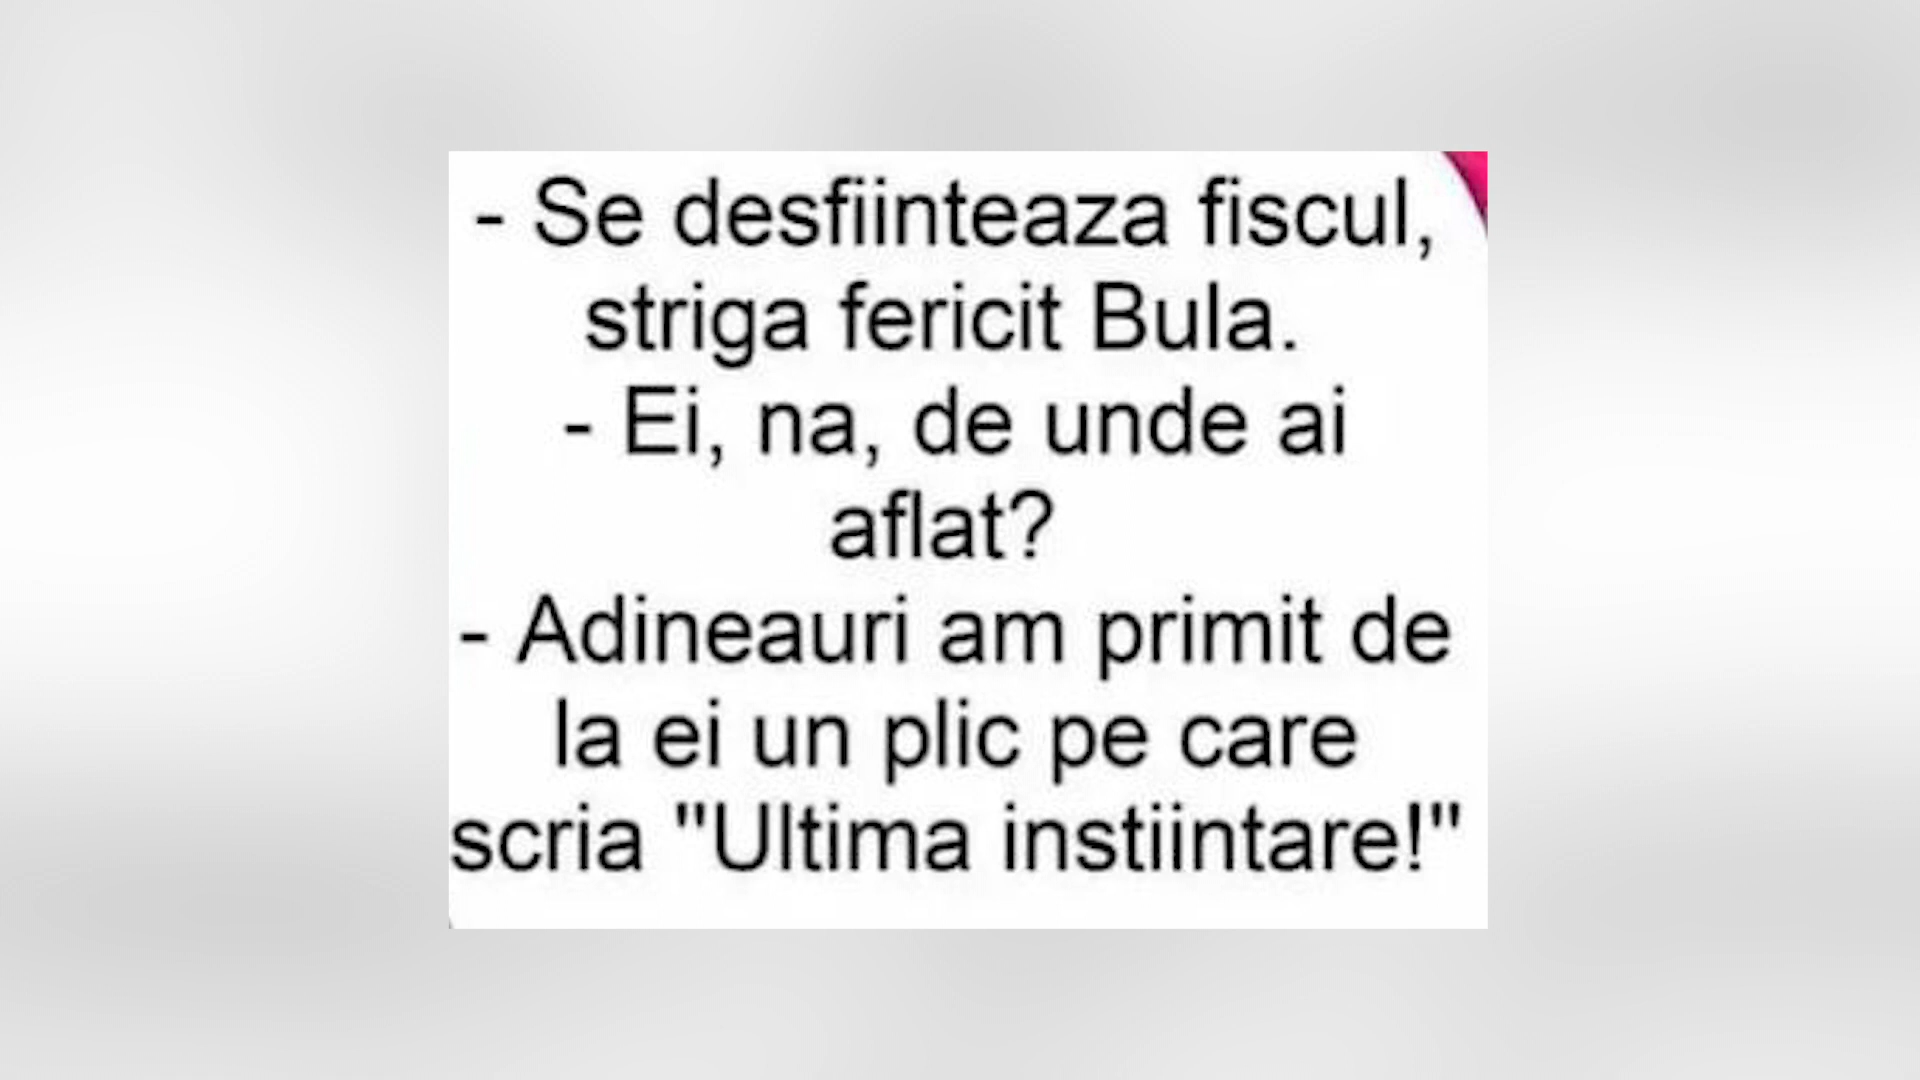 - Se desfiinteaza fiscul,
striga fericit Bula.
- Ei, na, de unde ai
aflat?
- Adineauri am primit de
la ei un plic pe care
scria "Ultima instiintare!"